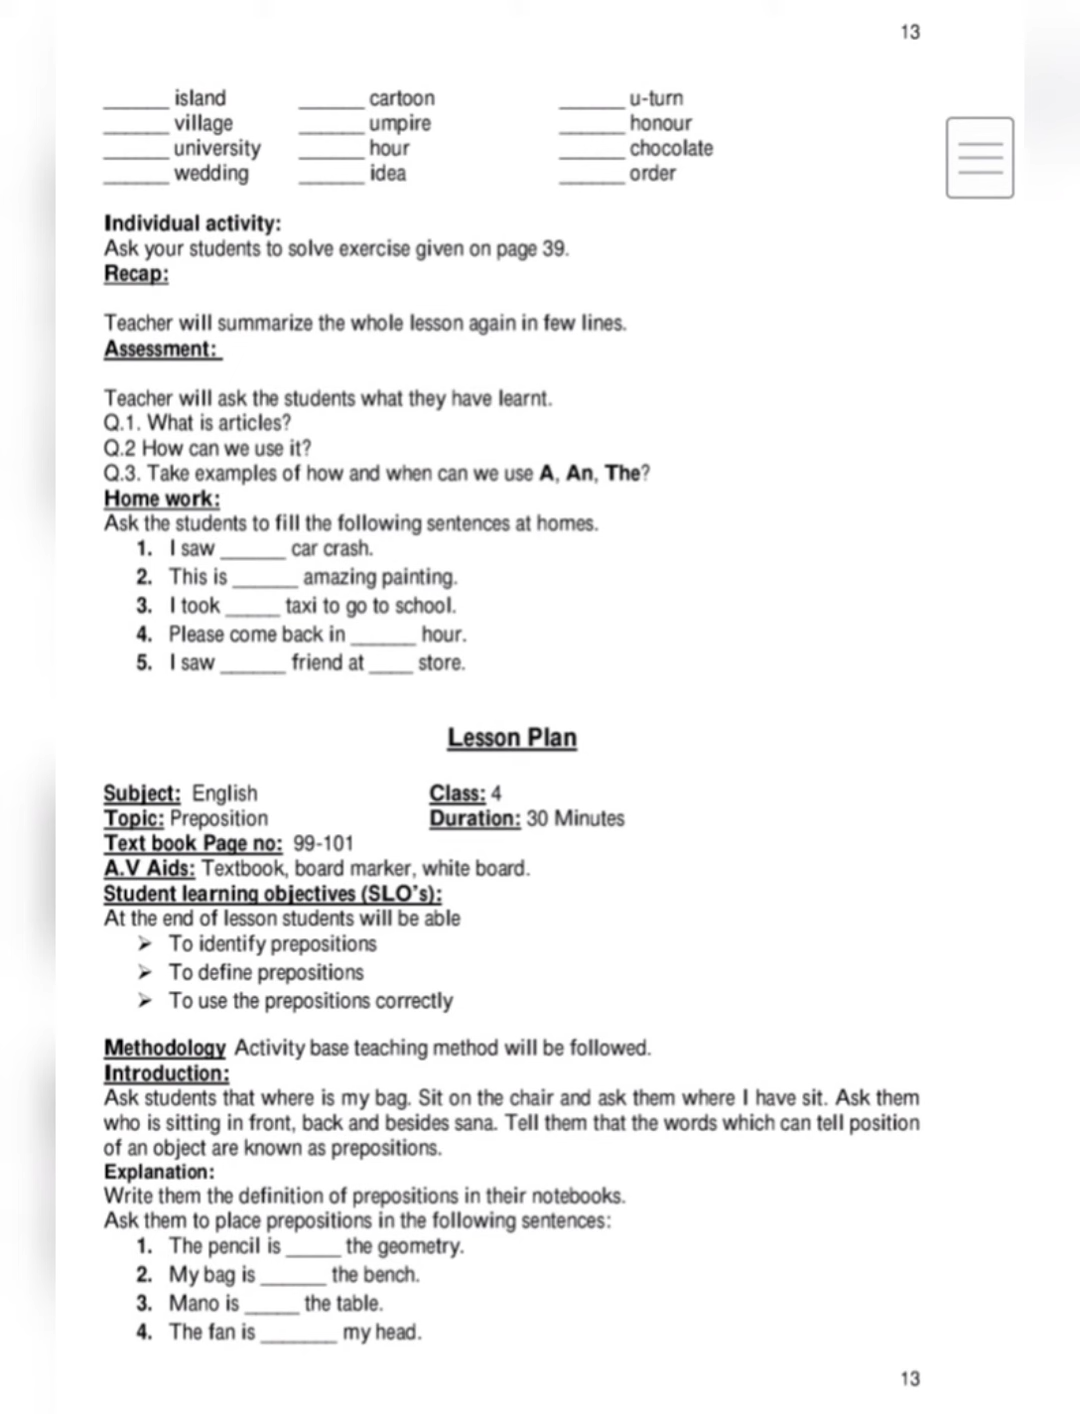 13
______ island ______ cartoon ______ u-turn
______ village ______ umpire ______ honour
______ university ______ hour ______ chocolate
______ wedding ______ idea ______ order
Individual activity:
Ask your students to solve exercise given on page 39.
Recap:
Teacher will summarize the whole lesson again in few lines.
Assessment:
Teacher will ask the students what they have learnt.
Q.1. What is articles?
Q.2 How can we use it?
Q.3. Take examples of how and when can we use A, An, The?
Home work:
Ask the students to fill the following sentences at homes.
1. I saw ______ car crash.
2. This is ______ amazing painting.
3. I took _____ taxi to go to school.
4. Please come back in ______ hour.
5. I saw ______ friend at ____ store.
Lesson Plan
Subject: English Class: 4
Topic: Preposition Duration: 30 Minutes
Text book Page no: 99-101
A.V Aids: Textbook, board marker, white board.
Student learning objectives (SLO's):
At the end of lesson students will be able
➢ To identify prepositions
➢ To define prepositions
➢ To use the prepositions correctly
Methodology Activity base teaching method will be followed.
Introduction:
Ask students that where is my bag. Sit on the chair and ask them where I have sit. Ask them
who is sitting in front, back and besides sana. Tell them that the words which can tell position
of an object are known as prepositions.
Explanation:
Write them the definition of prepositions in their notebooks.
Ask them to place prepositions in the following sentences:
1. The pencil is _____ the geometry.
2. My bag is ______ the bench.
3. Mano is _____ the table.
4. The fan is _______ my head.
13